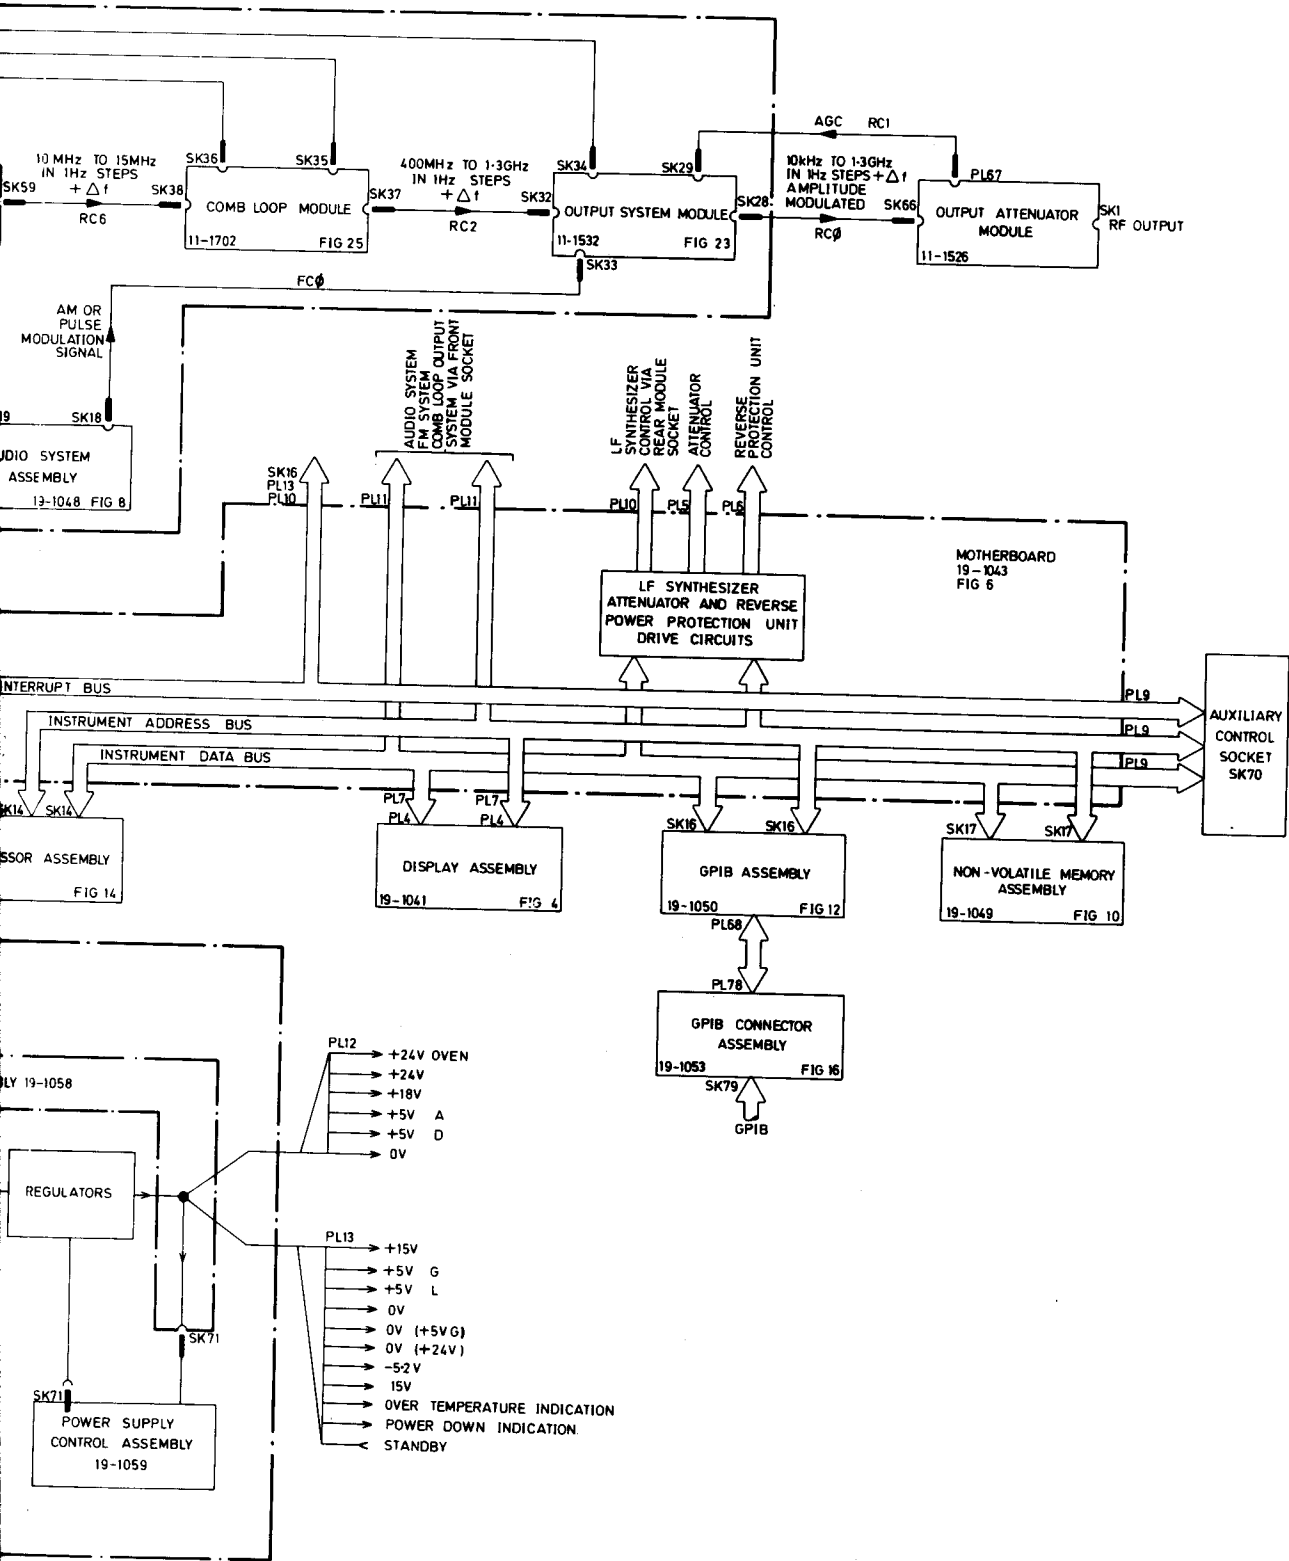 10 MHz TO 15MHz
IN 1Hz STEPS
+ Δf
SK59
RC6
SK38
SK36
SK35
COMB LOOP MODULE
11-1702
FIG 25
SK37
400MHz TO 1·3GHz
IN 1Hz STEPS
+ Δf
RC2
SK32
SK34
SK29
OUTPUT SYSTEM MODULE
11-1532
FIG 23
SK28
SK33
AGC RC1
10kHz TO 1·3GHz
IN 1Hz STEPS + Δf
AMPLITUDE
MODULATED
RCØ
SK66
PL67
OUTPUT ATTENUATOR
MODULE
11-1526
SK1
RF OUTPUT
FCØ
AM OR
PULSE
MODULATION
SIGNAL
19
SK18
UDIO SYSTEM
ASSEMBLY
19-1048 FIG 8
AUDIO SYSTEM
FM SYSTEM
COMB LOOP OUTPUT
SYSTEM VIA FRONT
MODULE SOCKET
LF
SYNTHESIZER
CONTROL VIA
REAR MODULE
SOCKET
ATTENUATOR
CONTROL
REVERSE
PROTECTION UNIT
CONTROL
SK16
PL13
PL10
PL11
PL11
PL10
PL5
PL6
MOTHERBOARD
19-1043
FIG 6
LF SYNTHESIZER
ATTENUATOR AND REVERSE
POWER PROTECTION UNIT
DRIVE CIRCUITS
NTERRUPT BUS
INSTRUMENT ADDRESS BUS
INSTRUMENT DATA BUS
PL9
PL9
PL9
AUXILIARY
CONTROL
SOCKET
SK70
SK14
SK14
SSOR ASSEMBLY
FIG 14
PL7
PL4
PL7
PL4
DISPLAY ASSEMBLY
19-1041
FIG 4
SK16
SK16
GPIB ASSEMBLY
19-1050
FIG 12
SK17
SK17
NON-VOLATILE MEMORY
ASSEMBLY
19-1049
FIG 10
PL68
PL78
GPIB CONNECTOR
ASSEMBLY
19-1053
FIG 16
SK79
GPIB
LY 19-1058
REGULATORS
PL12
+24V OVEN
+24V
+18V
+5V A
+5V D
0V
PL13
+15V
+5V G
+5V L
0V
0V (+5VG)
0V (+24V)
-5·2V
15V
OVER TEMPERATURE INDICATION
POWER DOWN INDICATION.
STANDBY
SK71
SK71
POWER SUPPLY
CONTROL ASSEMBLY
19-1059